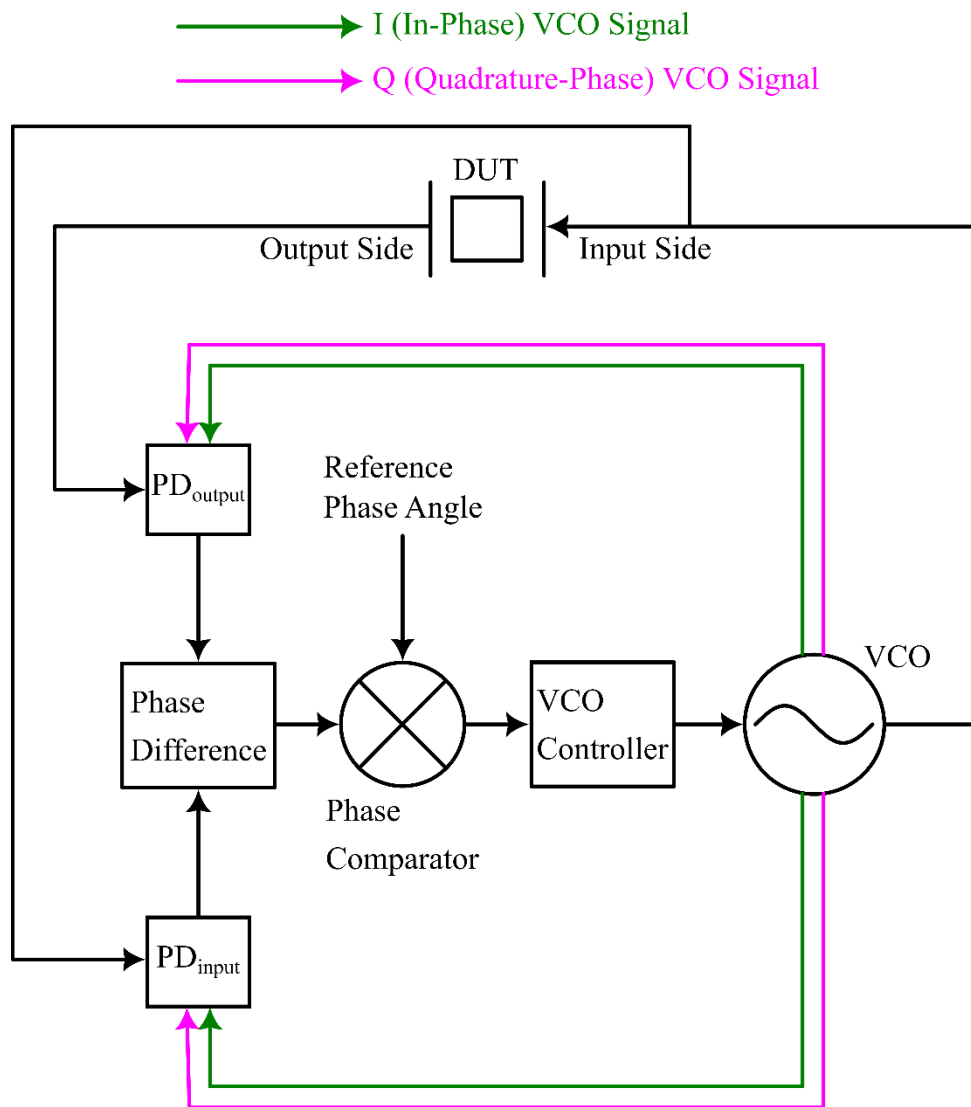 I (In-Phase) VCO Signal
Q (Quadrature-Phase) VCO Signal
DUT
Output Side
Input Side
PDoutput
Reference
Phase Angle
VCO
Phase
Difference
VCO
Controller
Phase
Comparator
PDinput